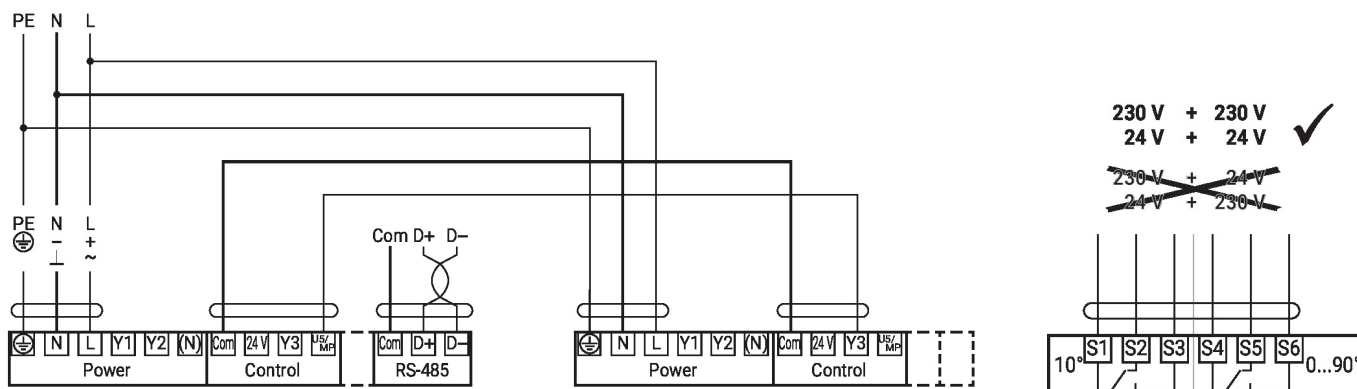 PE N L
230 V + 230 V
24 V + 24 V
230 V + 24 V
24 V + 230 V
PE N L
– +
~
Com D+ D–
N L Y1 Y2 (N) Com 24 V Y3 U5/MP Com D+ D– N L Y1 Y2 (N) Com 24 V Y3 U5/MP
Power Control RS-485 Power Control
S1 S2 S3 S4 S5 S6
10° 0...90°